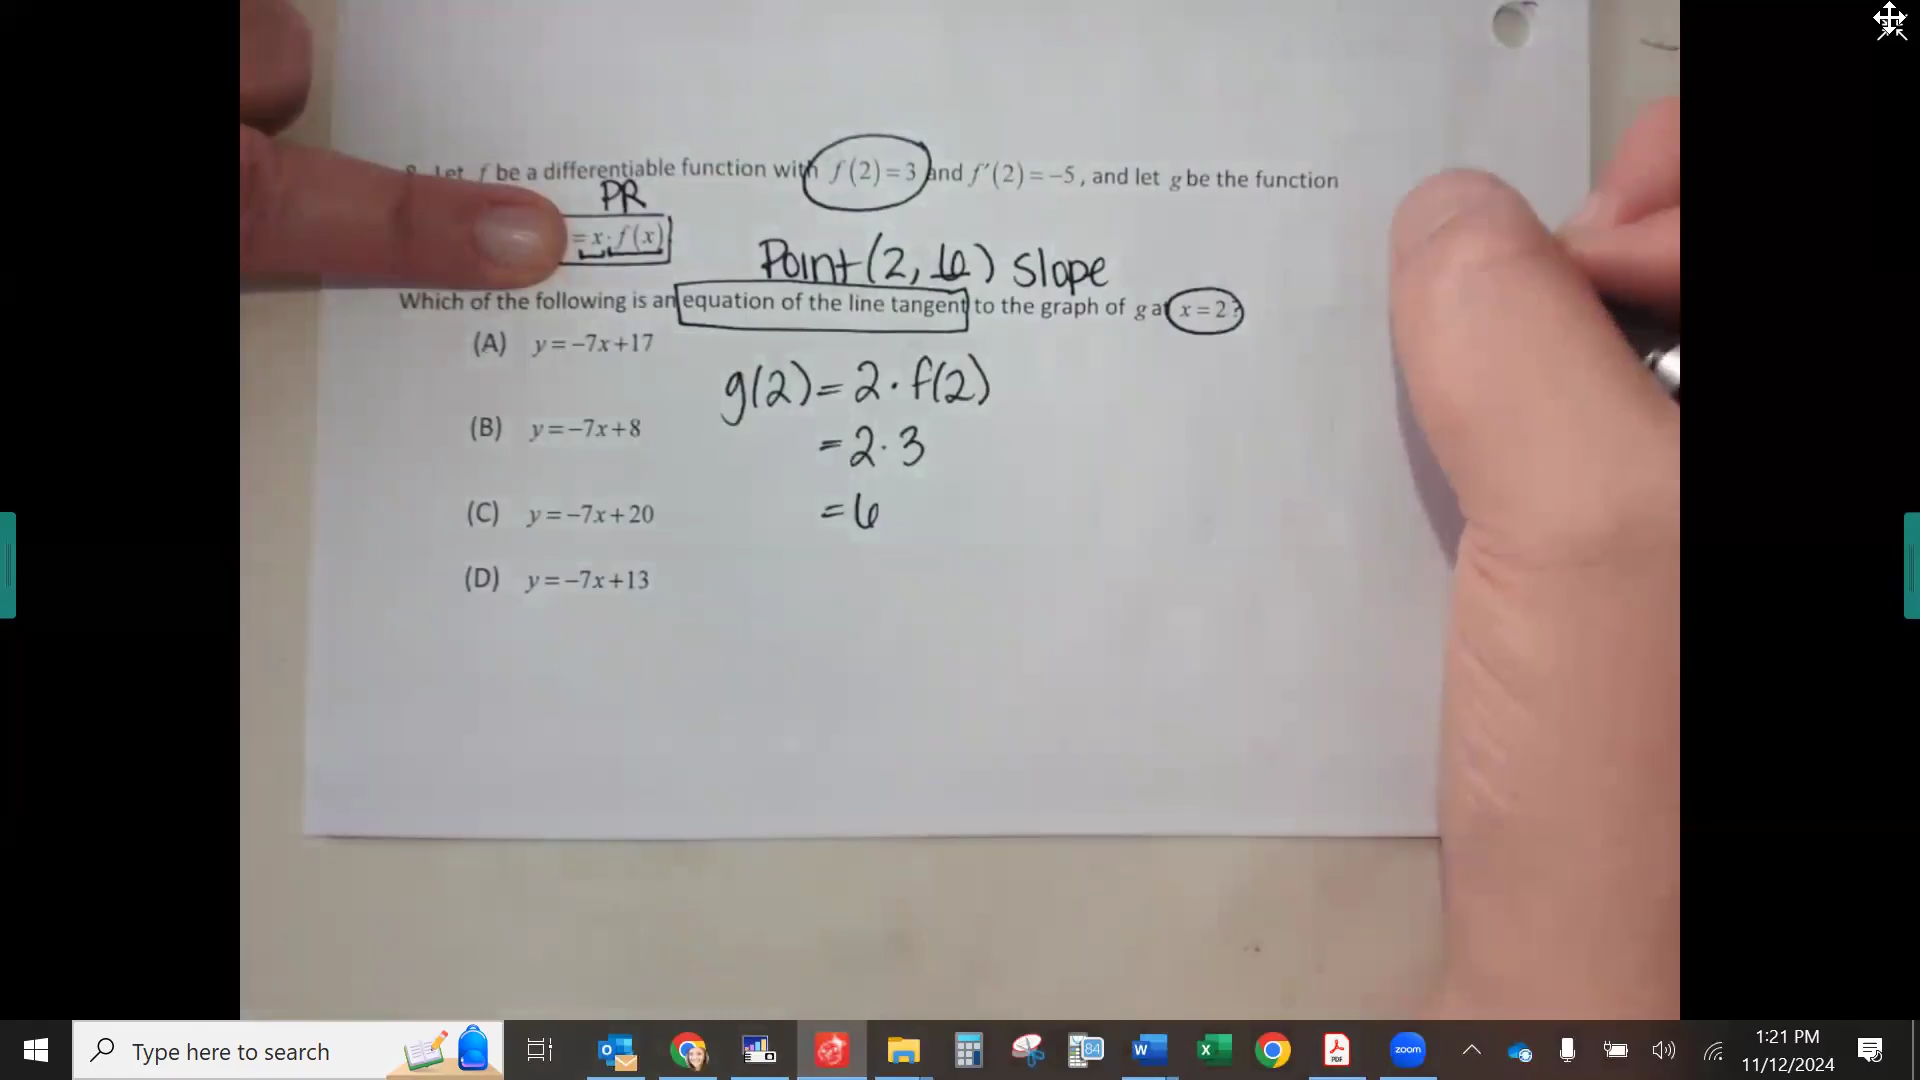 Let f be a differentiable function with f(2)=3 and f′(2)=−5, and let g be the function
PR
=x·f(x)
Point (2, 6) Slope
Which of the following is an equation of the line tangent to the graph of g at x=2?
(A) y=−7x+17
g(2)=2·f(2)
(B) y=−7x+8
=2·3
(C) y=−7x+20
=6
(D) y=−7x+13
Type here to search
84
zoom
1:21 PM
11/12/2024